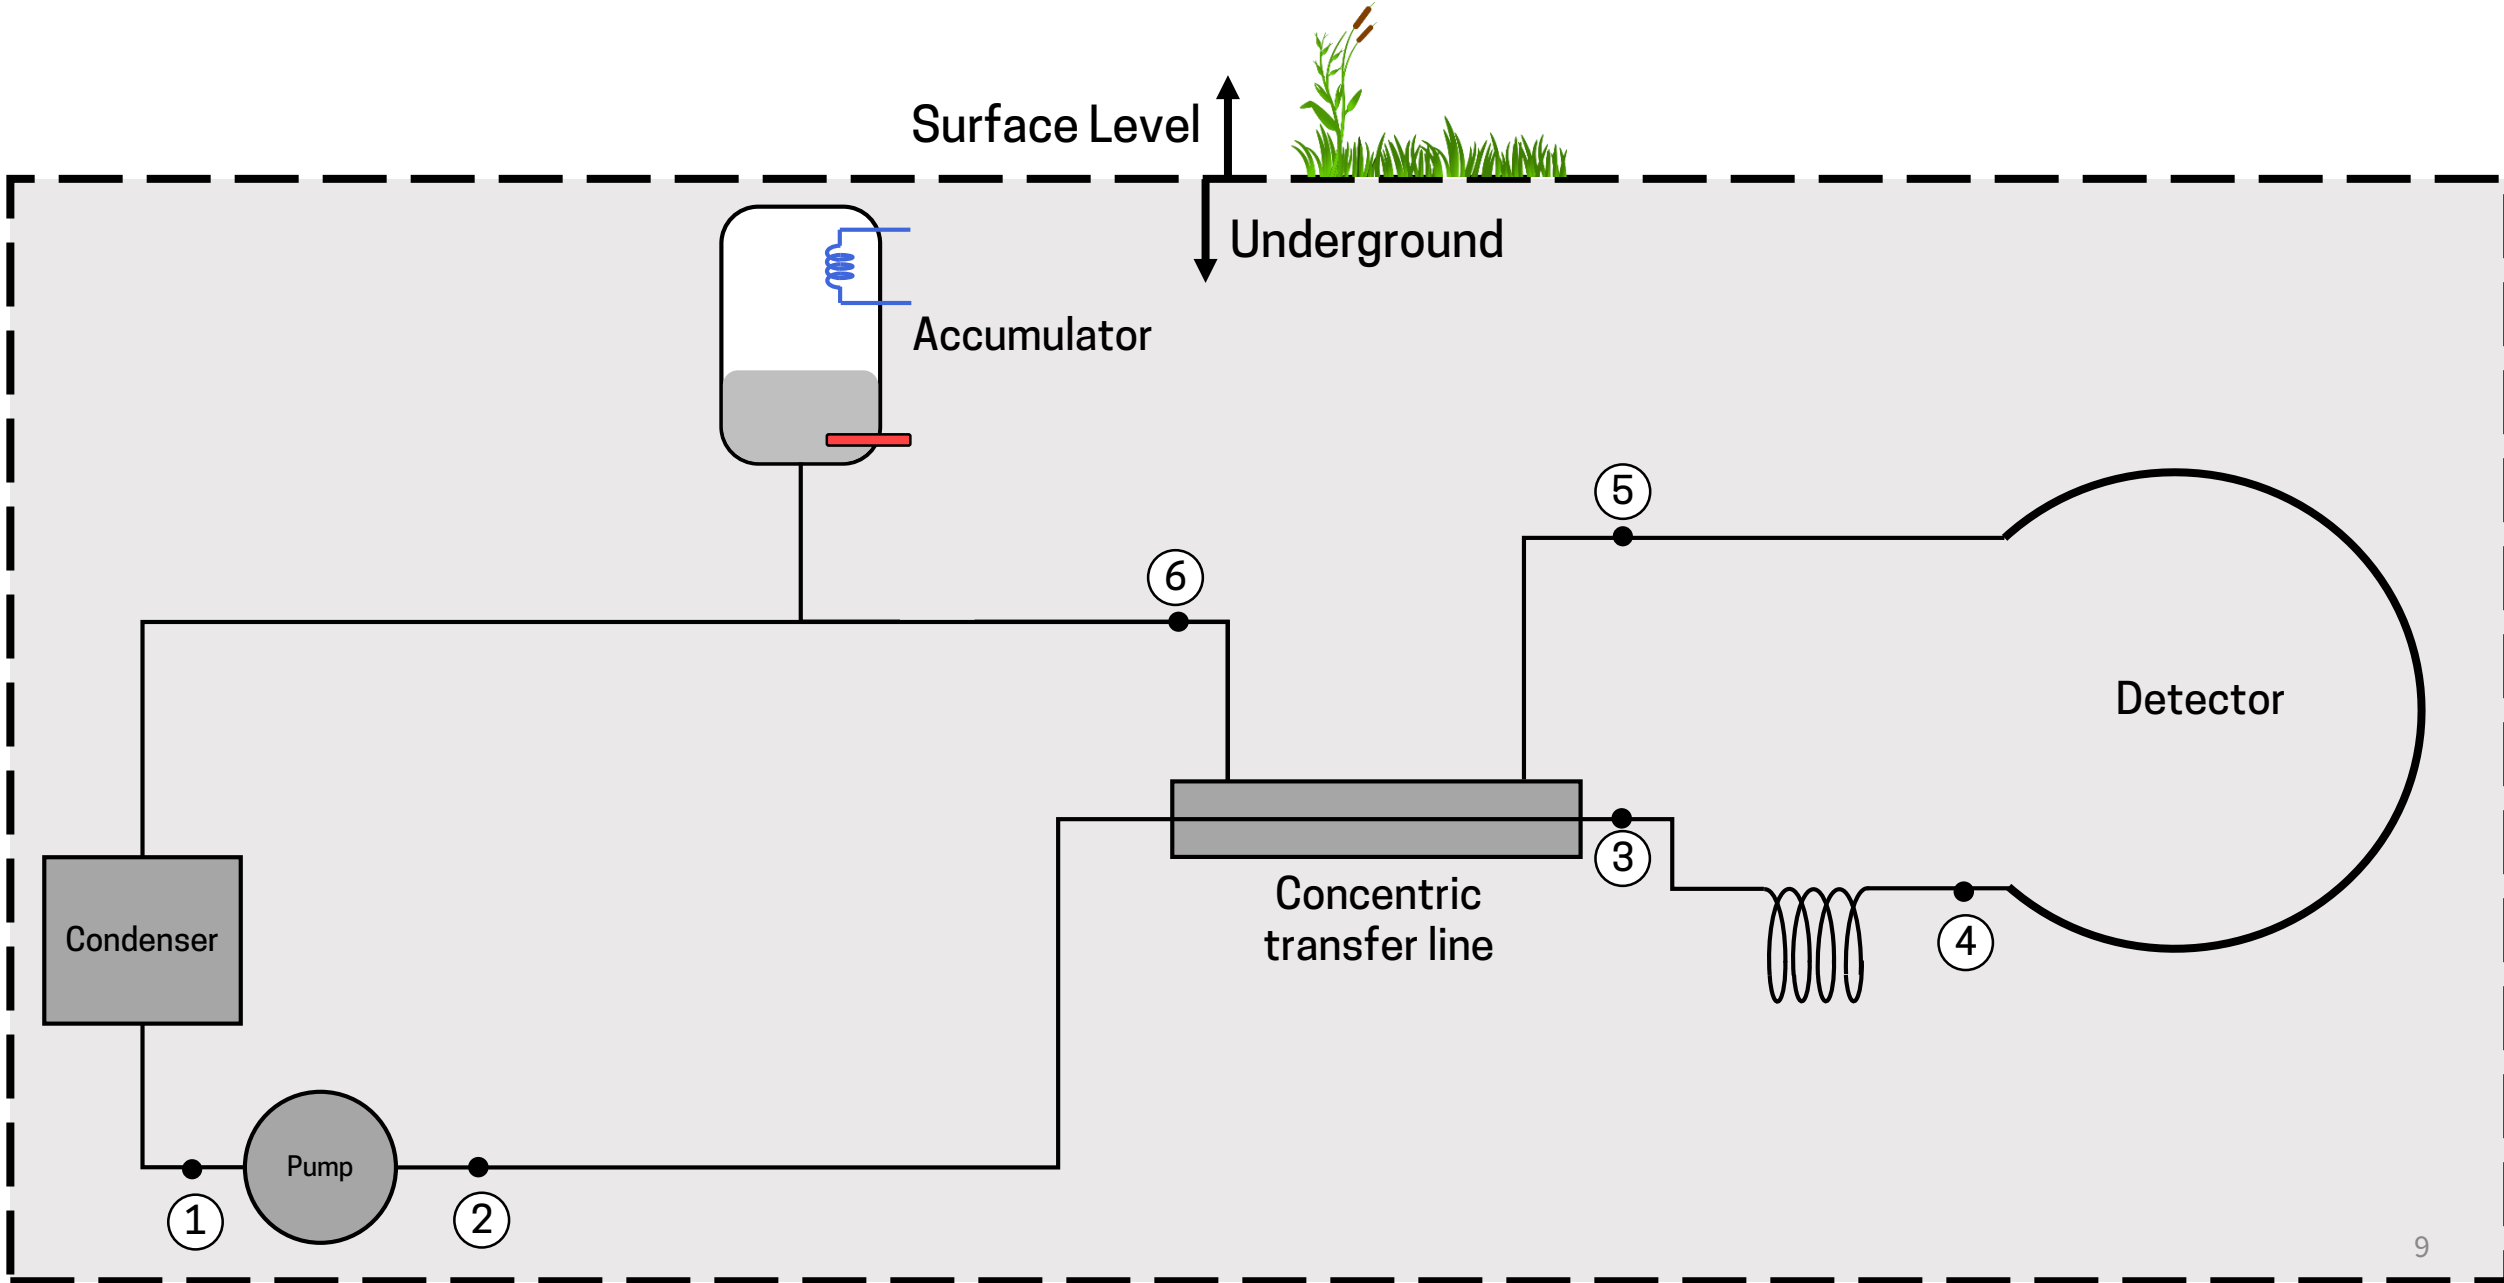 Surface Level
Underground
Accumulator
5
6
Detector
3
Concentric
transfer line
Condenser
4
Pump
1
2
9